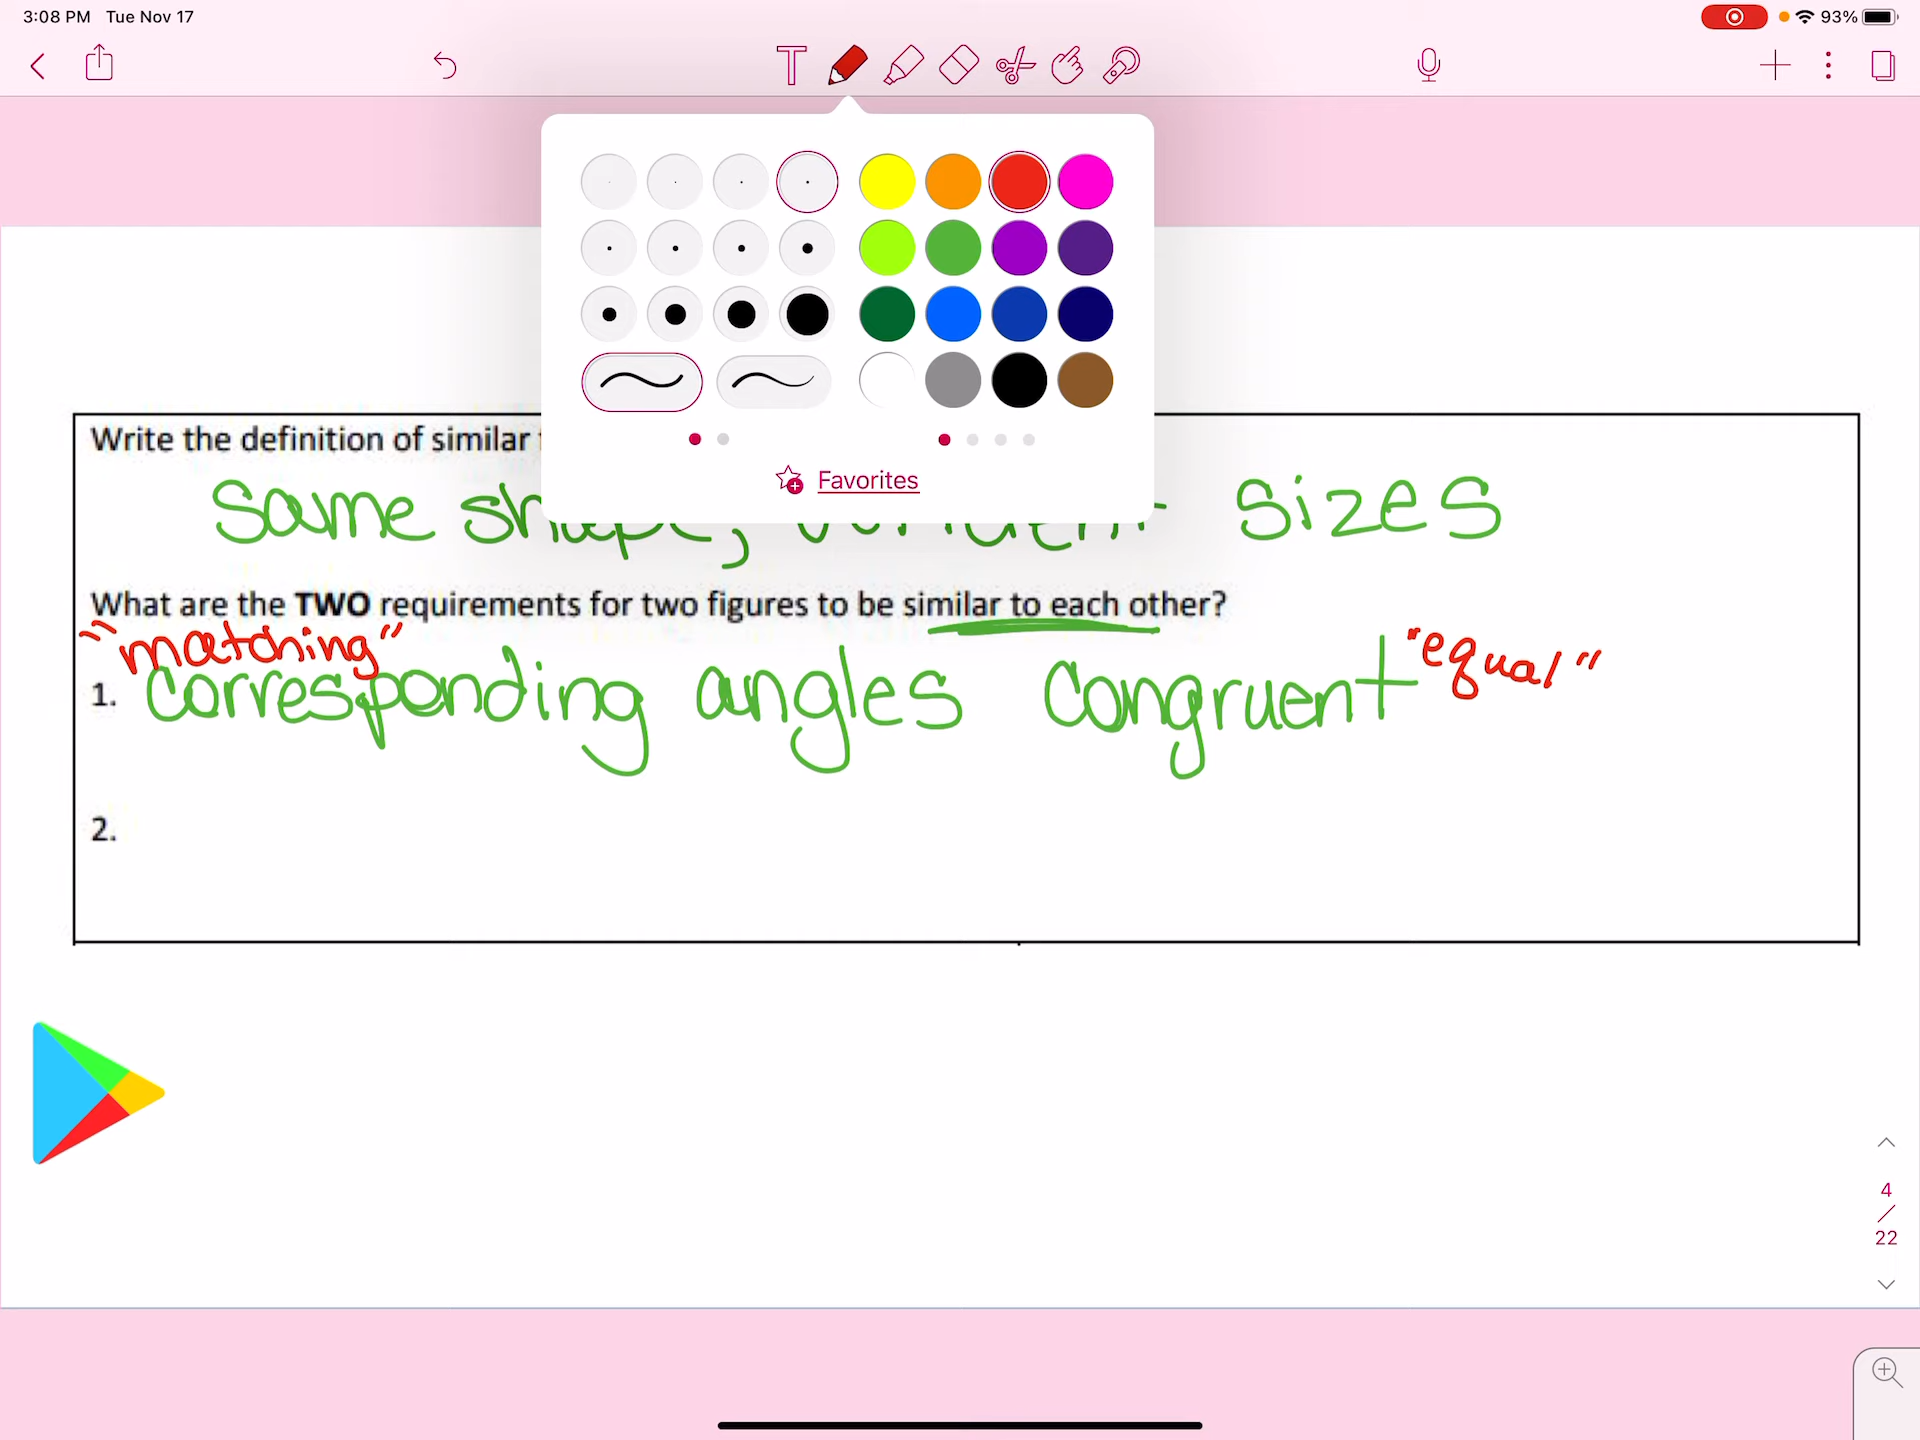 3:08 PM Tue Nov 17
93%
T
Favorites
Write the definition of similar
Same shape, different sizes
What are the TWO requirements for two figures to be similar to each other?
"matching"
"equal"
1. Corresponding angles congruent
2.
4
/
22